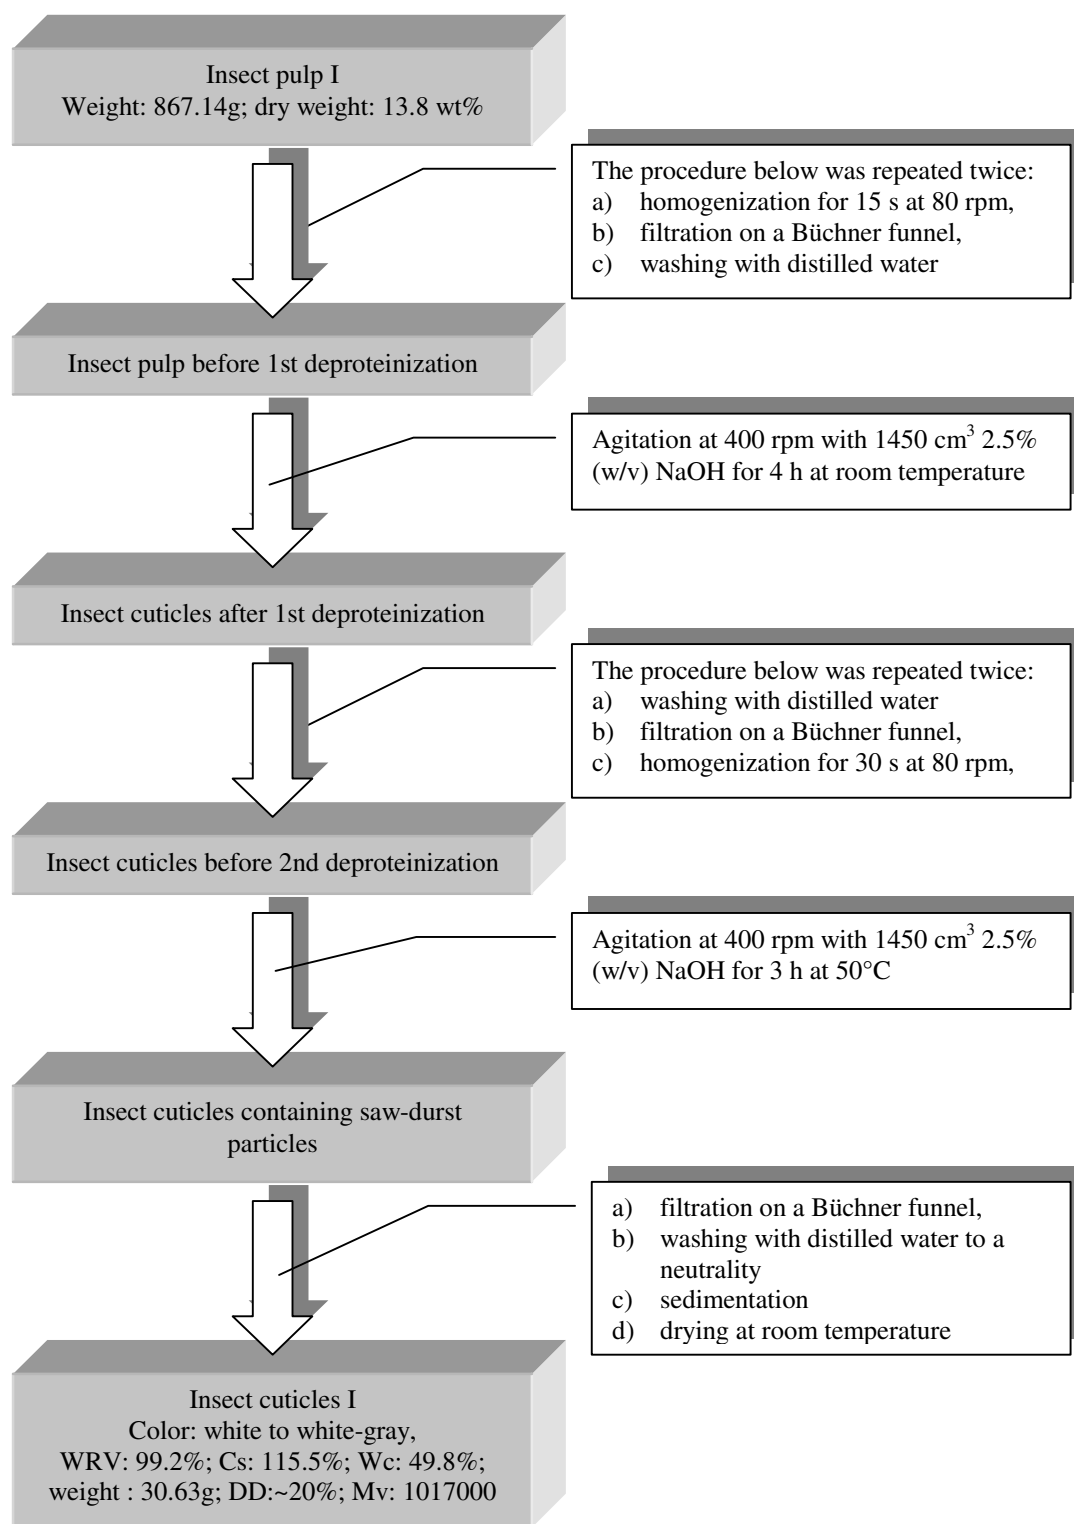 Insect pulp I
Weight: 867.14g; dry weight: 13.8 wt%
The procedure below was repeated twice:
a) homogenization for 15 s at 80 rpm,
b) filtration on a Büchner funnel,
c) washing with distilled water
Insect pulp before 1st deproteinization
Agitation at 400 rpm with 1450 cm³ 2.5%
(w/v) NaOH for 4 h at room temperature
Insect cuticles after 1st deproteinization
The procedure below was repeated twice:
a) washing with distilled water
b) filtration on a Büchner funnel,
c) homogenization for 30 s at 80 rpm,
Insect cuticles before 2nd deproteinization
Agitation at 400 rpm with 1450 cm³ 2.5%
(w/v) NaOH for 3 h at 50°C
Insect cuticles containing saw-durst
particles
a) filtration on a Büchner funnel,
b) washing with distilled water to a
neutrality
c) sedimentation
d) drying at room temperature
Insect cuticles I
Color: white to white-gray,
WRV: 99.2%; Cs: 115.5%; Wc: 49.8%;
weight : 30.63g; DD:~20%; Mv: 1017000